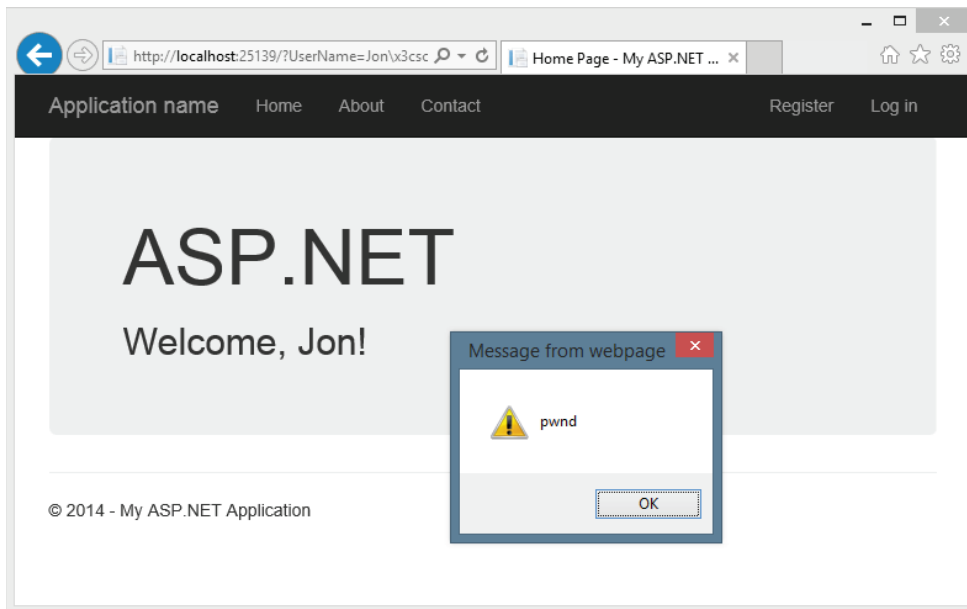 http://localhost:25139/?UserName=Jon\x3csc
Home Page - My ASP.NET ...
Application name Home About Contact Register Log in
ASP.NET
Welcome, Jon!
Message from webpage
pwnd
OK
© 2014 - My ASP.NET Application